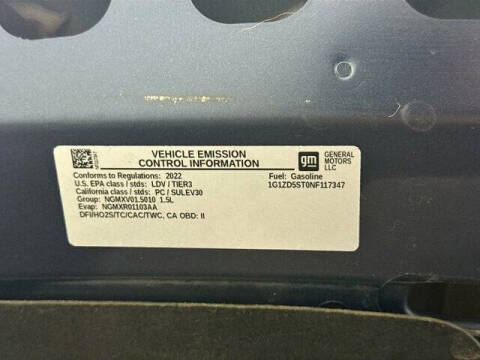 VEHICLE EMISSION
CONTROL INFORMATION
gm
GENERAL
MOTORS
LLC
Conforms to Regulations: 2022
U.S. EPA class / stds: LDV / TIER3
California class / stds: PC / SULEV30
Group: NGMXV01.5010 1.5L
Evap: NGMXR01103AA
DFI/HO2S/TC/CAC/TWC, CA OBD: II
Fuel: Gasoline
1G1ZD5ST0NF117347